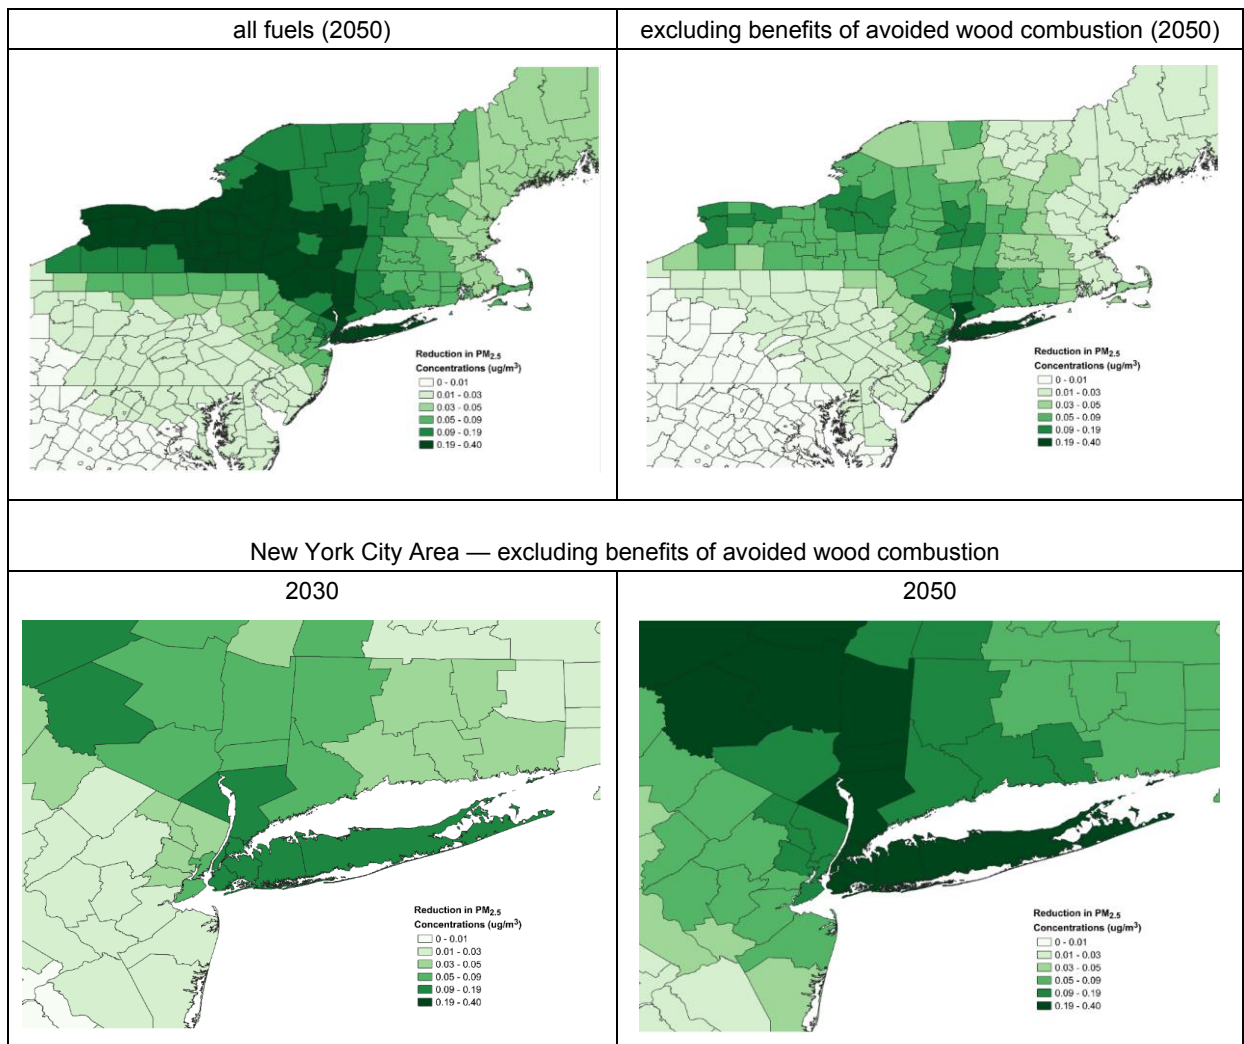 all fuels (2050)
excluding benefits of avoided wood combustion (2050)
Reduction in PM2.5
Concentrations (ug/m3)
0 - 0.01
0.01 - 0.03
0.03 - 0.05
0.05 - 0.09
0.09 - 0.19
0.19 - 0.40
Reduction in PM2.5
Concentrations (ug/m3)
0 - 0.01
0.01 - 0.03
0.03 - 0.05
0.05 - 0.09
0.09 - 0.19
0.19 - 0.40
New York City Area — excluding benefits of avoided wood combustion
2030
2050
Reduction in PM2.5
Concentrations (ug/m3)
0 - 0.01
0.01 - 0.03
0.03 - 0.05
0.05 - 0.09
0.09 - 0.19
0.19 - 0.40
Reduction in PM2.5
Concentrations (ug/m3)
0 - 0.01
0.01 - 0.03
0.03 - 0.05
0.05 - 0.09
0.09 - 0.19
0.19 - 0.40